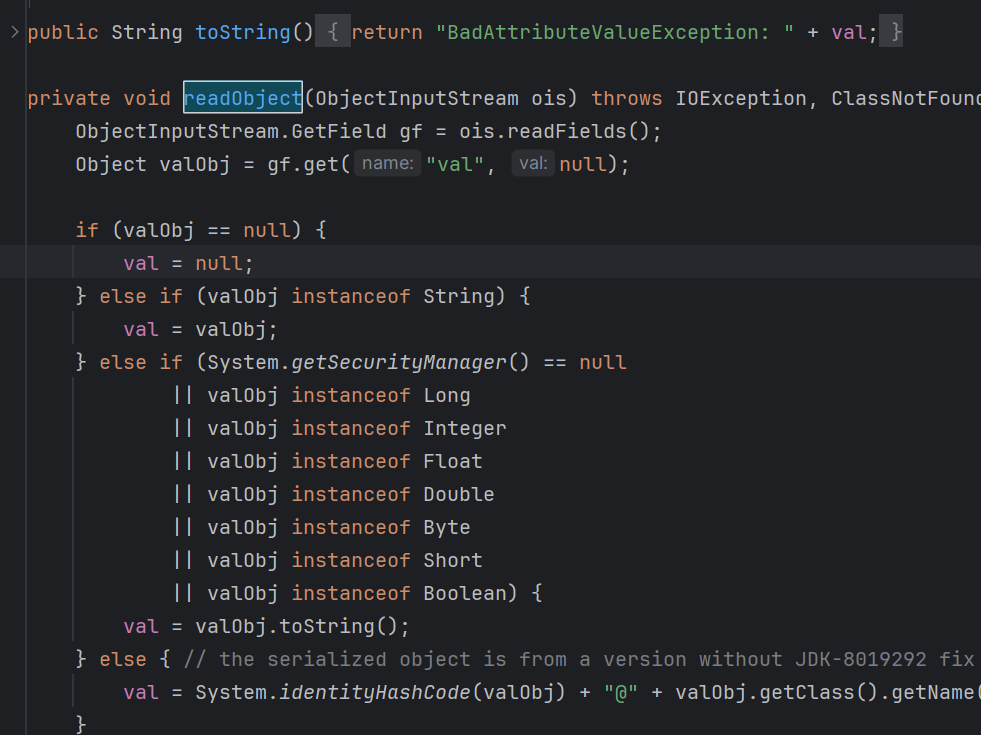 public String toString() { return "BadAttributeValueException: " + val; }
private void readObject(ObjectInputStream ois) throws IOException, ClassNotFound
ObjectInputStream.GetField gf = ois.readFields();
Object valObj = gf.get( name: "val", val: null);
if (valObj == null) {
val = null;
} else if (valObj instanceof String) {
val = valObj;
} else if (System.getSecurityManager() == null
|| valObj instanceof Long
|| valObj instanceof Integer
|| valObj instanceof Float
|| valObj instanceof Double
|| valObj instanceof Byte
|| valObj instanceof Short
|| valObj instanceof Boolean) {
val = valObj.toString();
} else { // the serialized object is from a version without JDK-8019292 fix
val = System.identityHashCode(valObj) + "@" + valObj.getClass().getName(
}